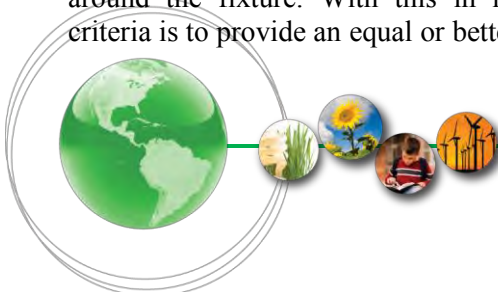 around the fixture. With this in
criteria is to provide an equal or